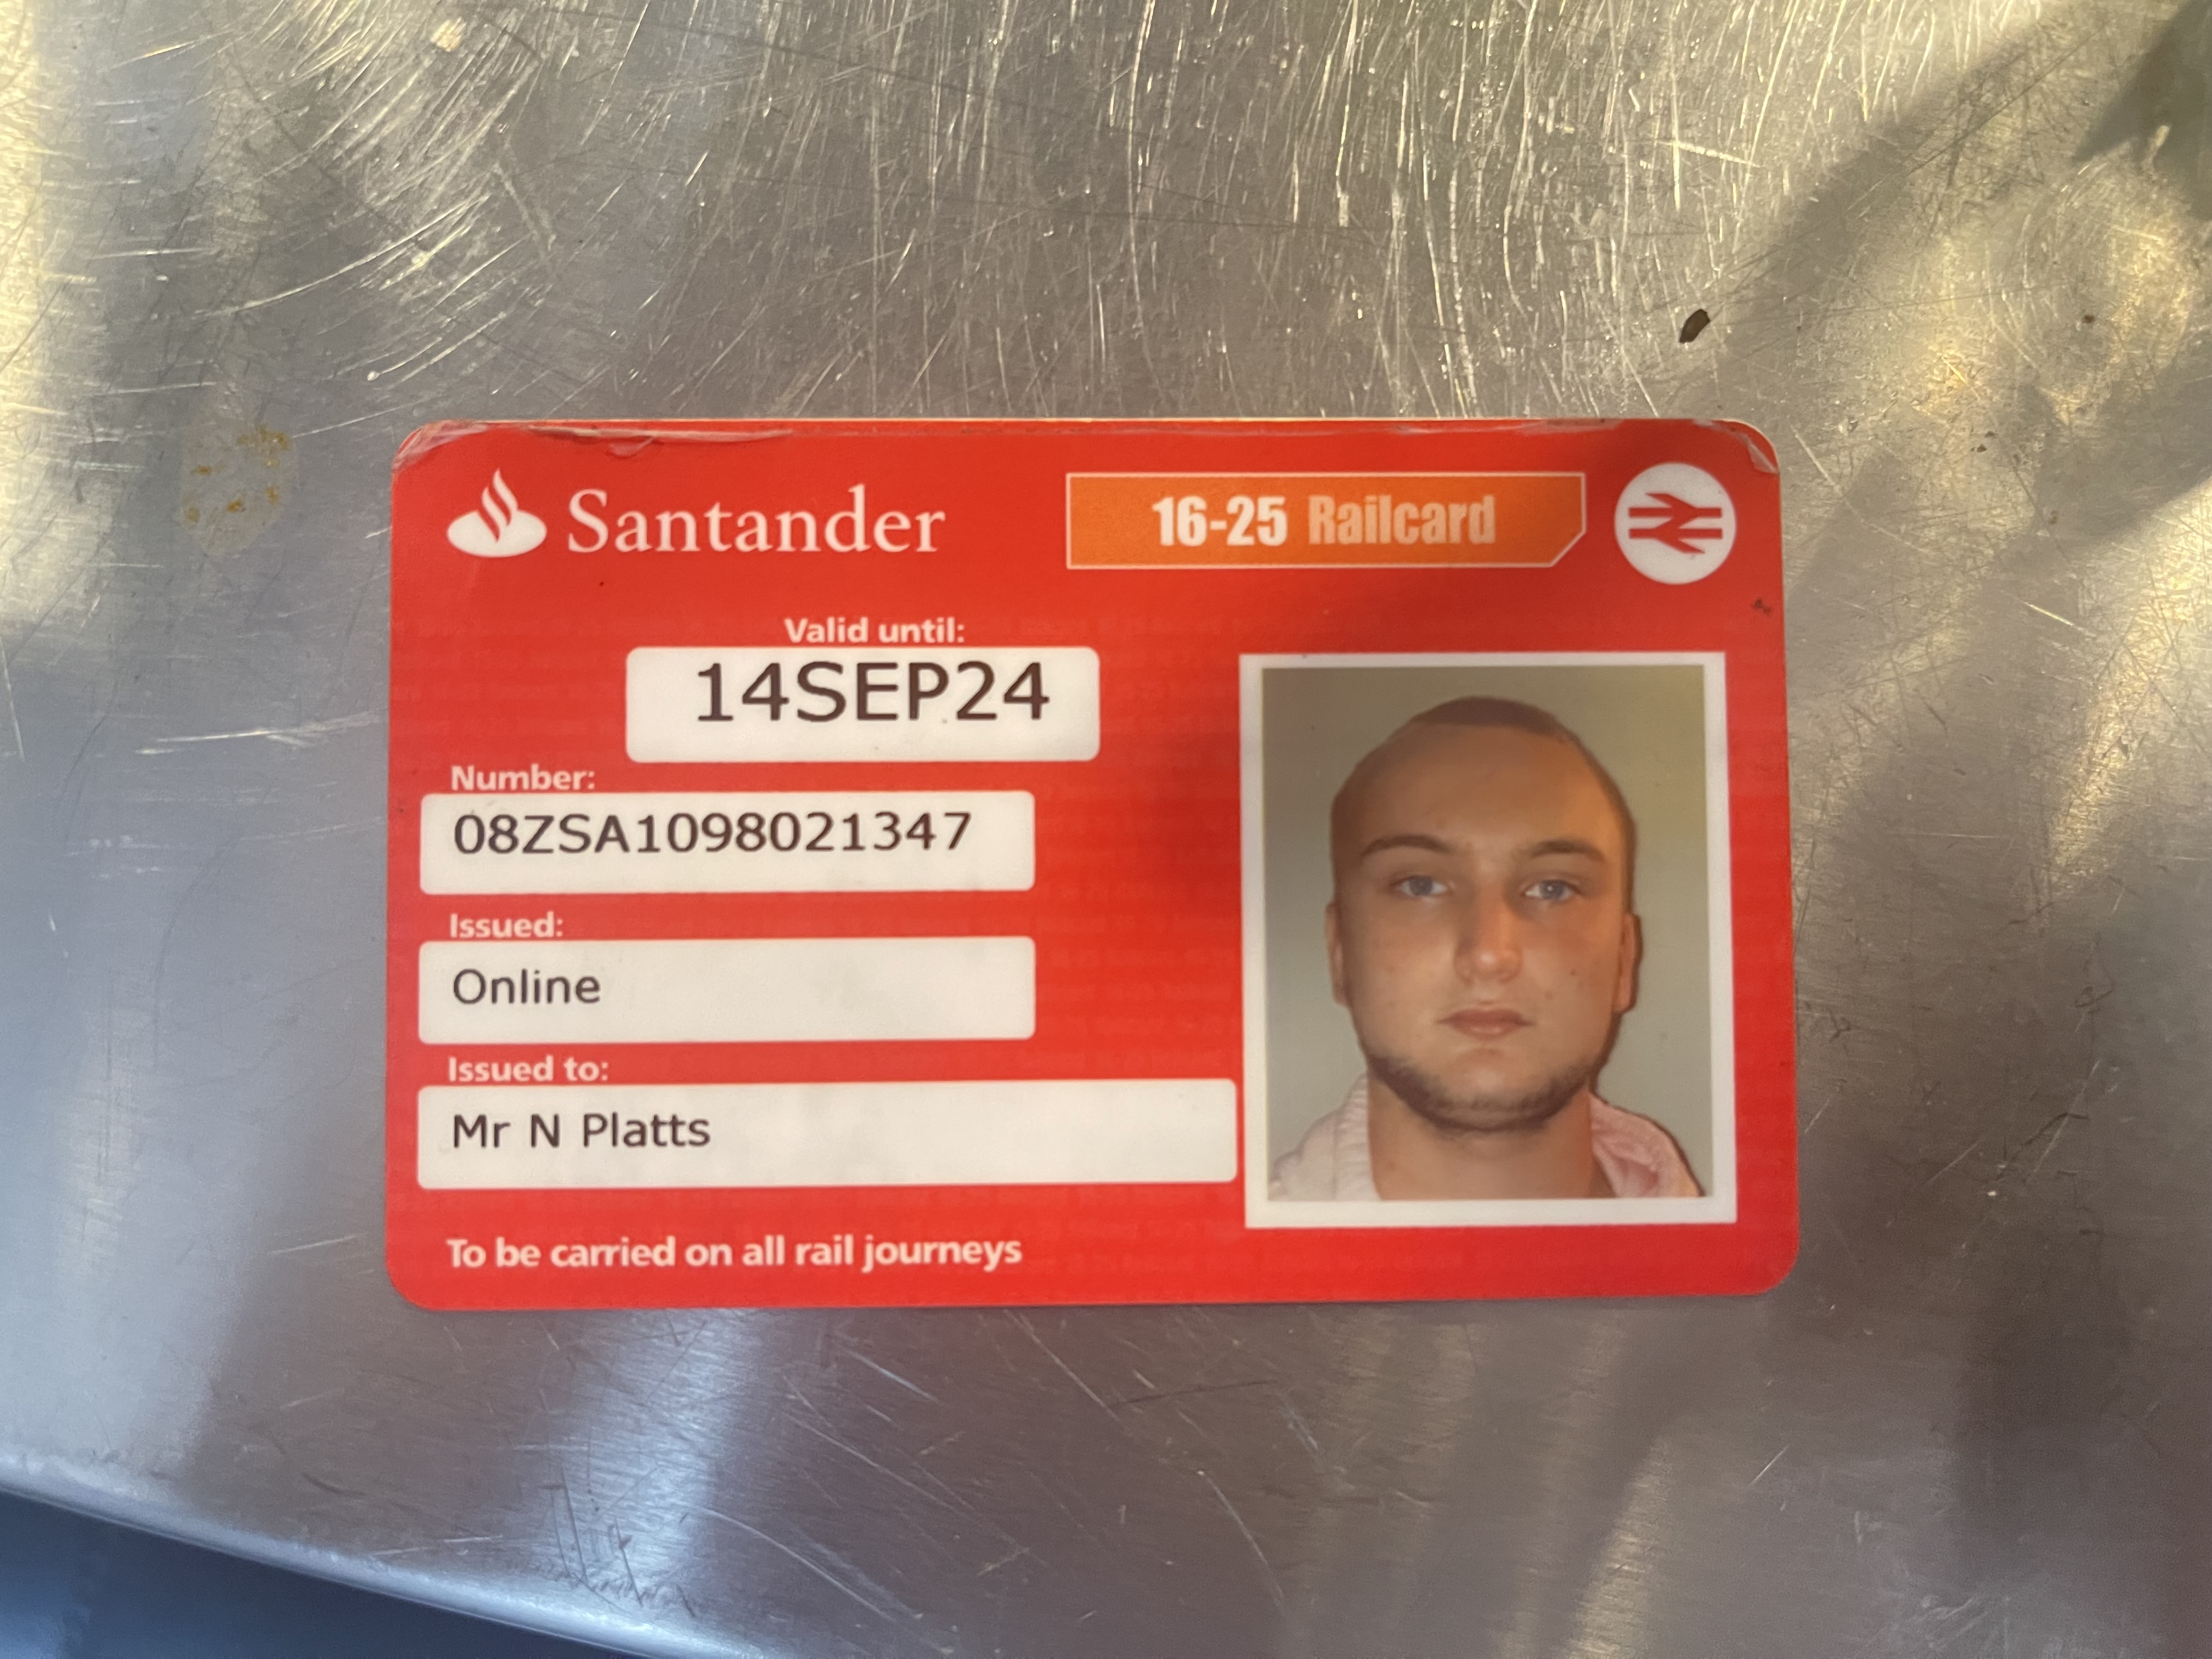 Santander
16-25 Railcard
Valid until:
14SEP24
Number:
08ZSA1098021347
Issued:
Online
Issued to:
Mr N Platts
To be carried on all rail journeys